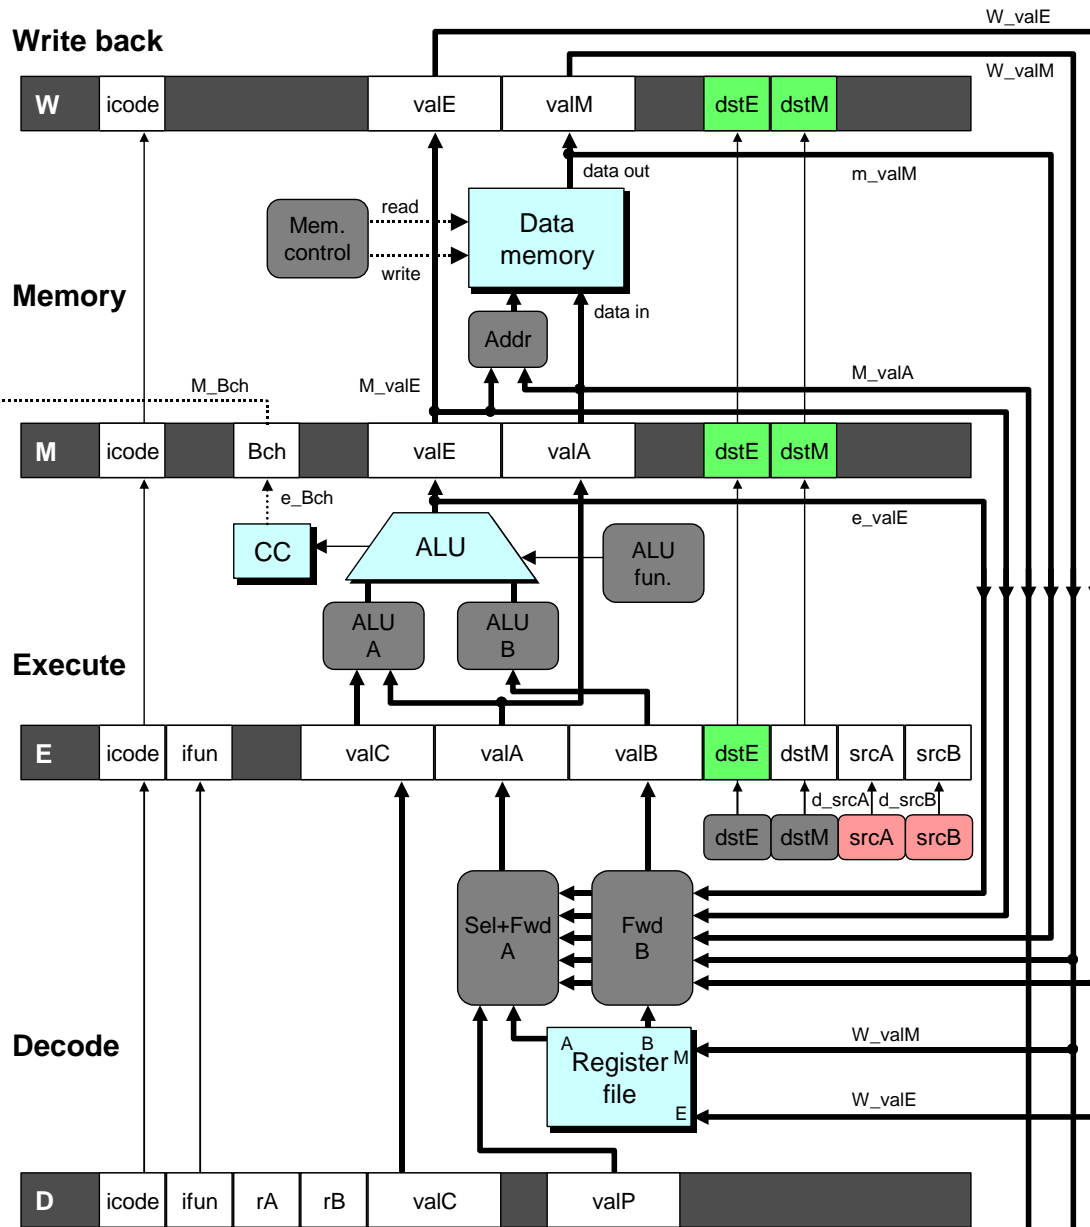 W_valE
Write back
W_valM
W icode valE valM dstE dstM
data out
m_valM
read
Mem.
control
Data
memory
write
Memory
data in
Addr
M_Bch
M_valE
M_valA
M icode Bch valE valA dstE dstM
e_Bch
e_valE
CC
ALU
ALU
fun.
ALU
A
ALU
B
Execute
E icode ifun valC valA valB dstE dstM srcA srcB
d_srcA d_srcB
dstE dstM srcA srcB
Sel+Fwd
A
Fwd
B
Decode
A B
W_valM
Register M
file
E
W_valE
D icode ifun rA rB valC valP